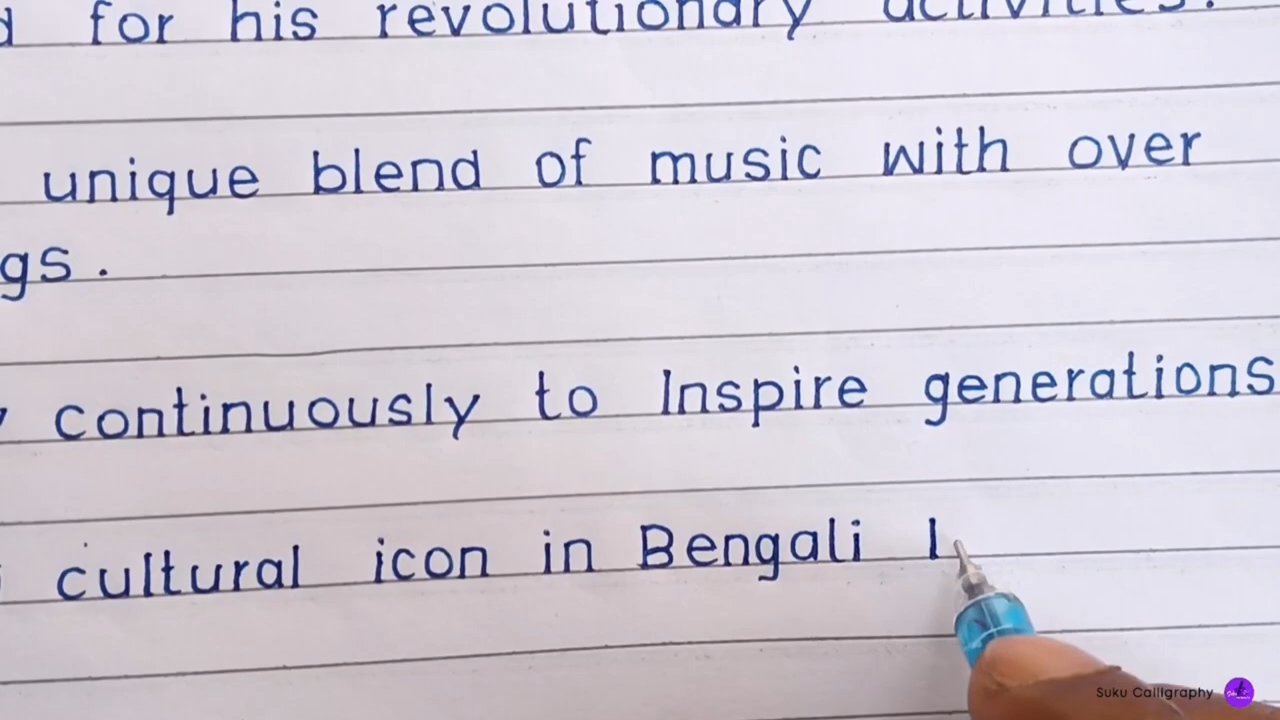 for his revolutionary activities.
unique blend of music with over
gs.
continuously to Inspire generations
cultural icon in Bengali l
Suku Calligraphy